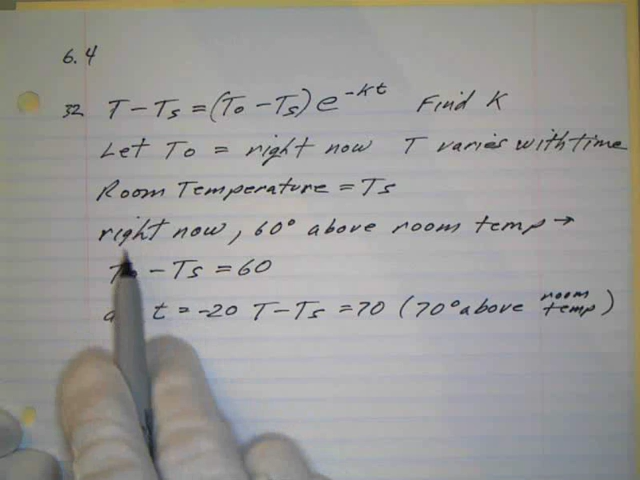 6.4
32 T - Ts = (To - Ts) e^-kt Find K
Let To = right now T varies with time
Room Temperature = Ts
right now, 60° above room temp →
- Ts = 60
t = -20 T - Ts = 70 (70° above room temp)